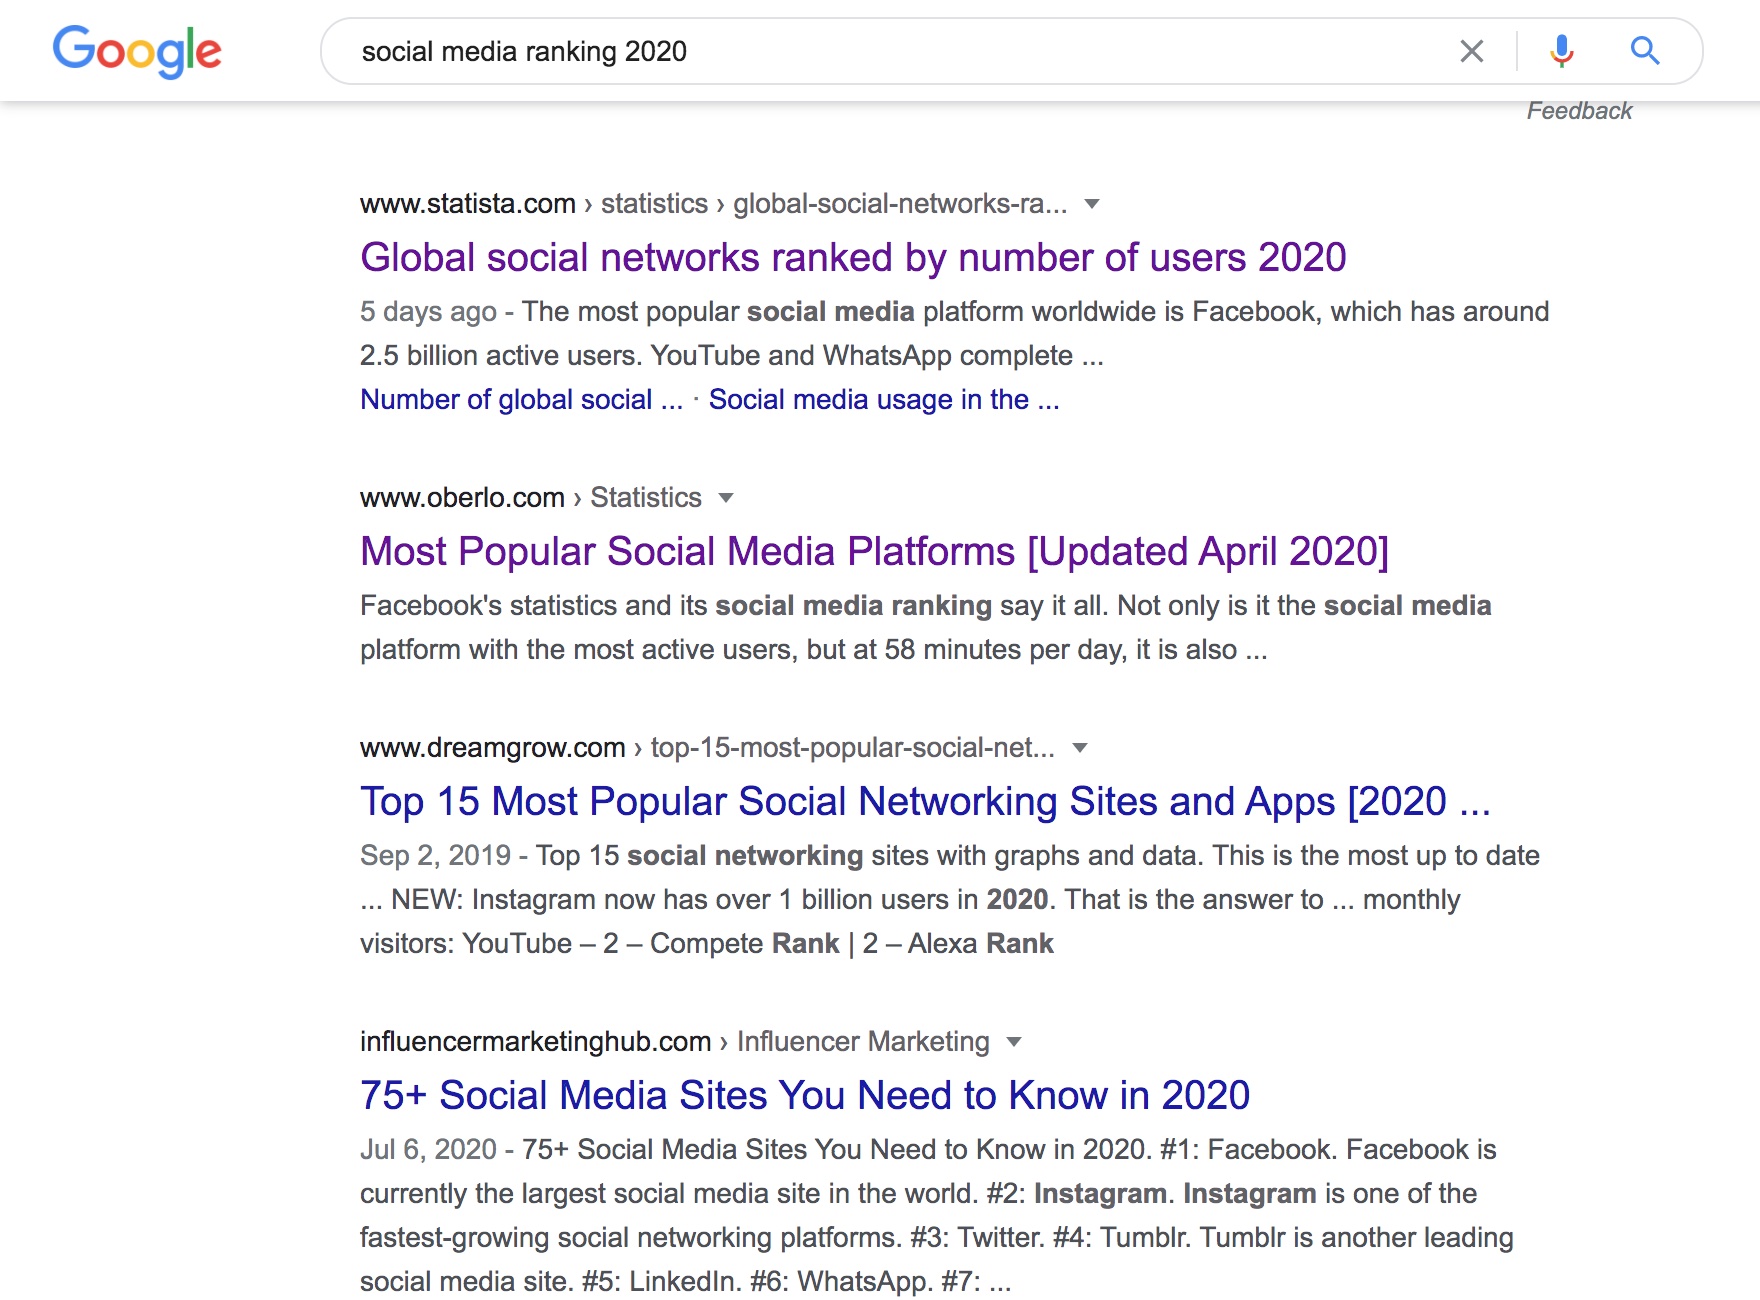 Google
social media ranking 2020
Feedback
www.statista.com › statistics › global-social-networks-ra...
Global social networks ranked by number of users 2020
5 days ago - The most popular social media platform worldwide is Facebook, which has around
2.5 billion active users. YouTube and WhatsApp complete ...
Number of global social ... · Social media usage in the ...
www.oberlo.com › Statistics
Most Popular Social Media Platforms [Updated April 2020]
Facebook's statistics and its social media ranking say it all. Not only is it the social media
platform with the most active users, but at 58 minutes per day, it is also ...
www.dreamgrow.com › top-15-most-popular-social-net...
Top 15 Most Popular Social Networking Sites and Apps [2020 ...
Sep 2, 2019 - Top 15 social networking sites with graphs and data. This is the most up to date
... NEW: Instagram now has over 1 billion users in 2020. That is the answer to ... monthly
visitors: YouTube – 2 – Compete Rank | 2 – Alexa Rank
influencermarketinghub.com › Influencer Marketing
75+ Social Media Sites You Need to Know in 2020
Jul 6, 2020 - 75+ Social Media Sites You Need to Know in 2020. #1: Facebook. Facebook is
currently the largest social media site in the world. #2: Instagram. Instagram is one of the
fastest-growing social networking platforms. #3: Twitter. #4: Tumblr. Tumblr is another leading
social media site. #5: LinkedIn. #6: WhatsApp. #7: ...